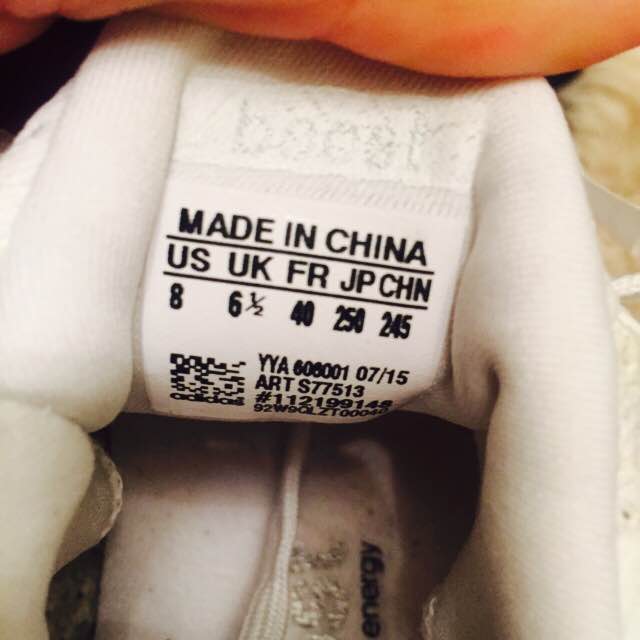 boost
MADE IN CHINA
US UK FR JP CHN
8 6½ 40 250 245
YYA 606001 07/15
ART S77513
#112199148
adidas
energy